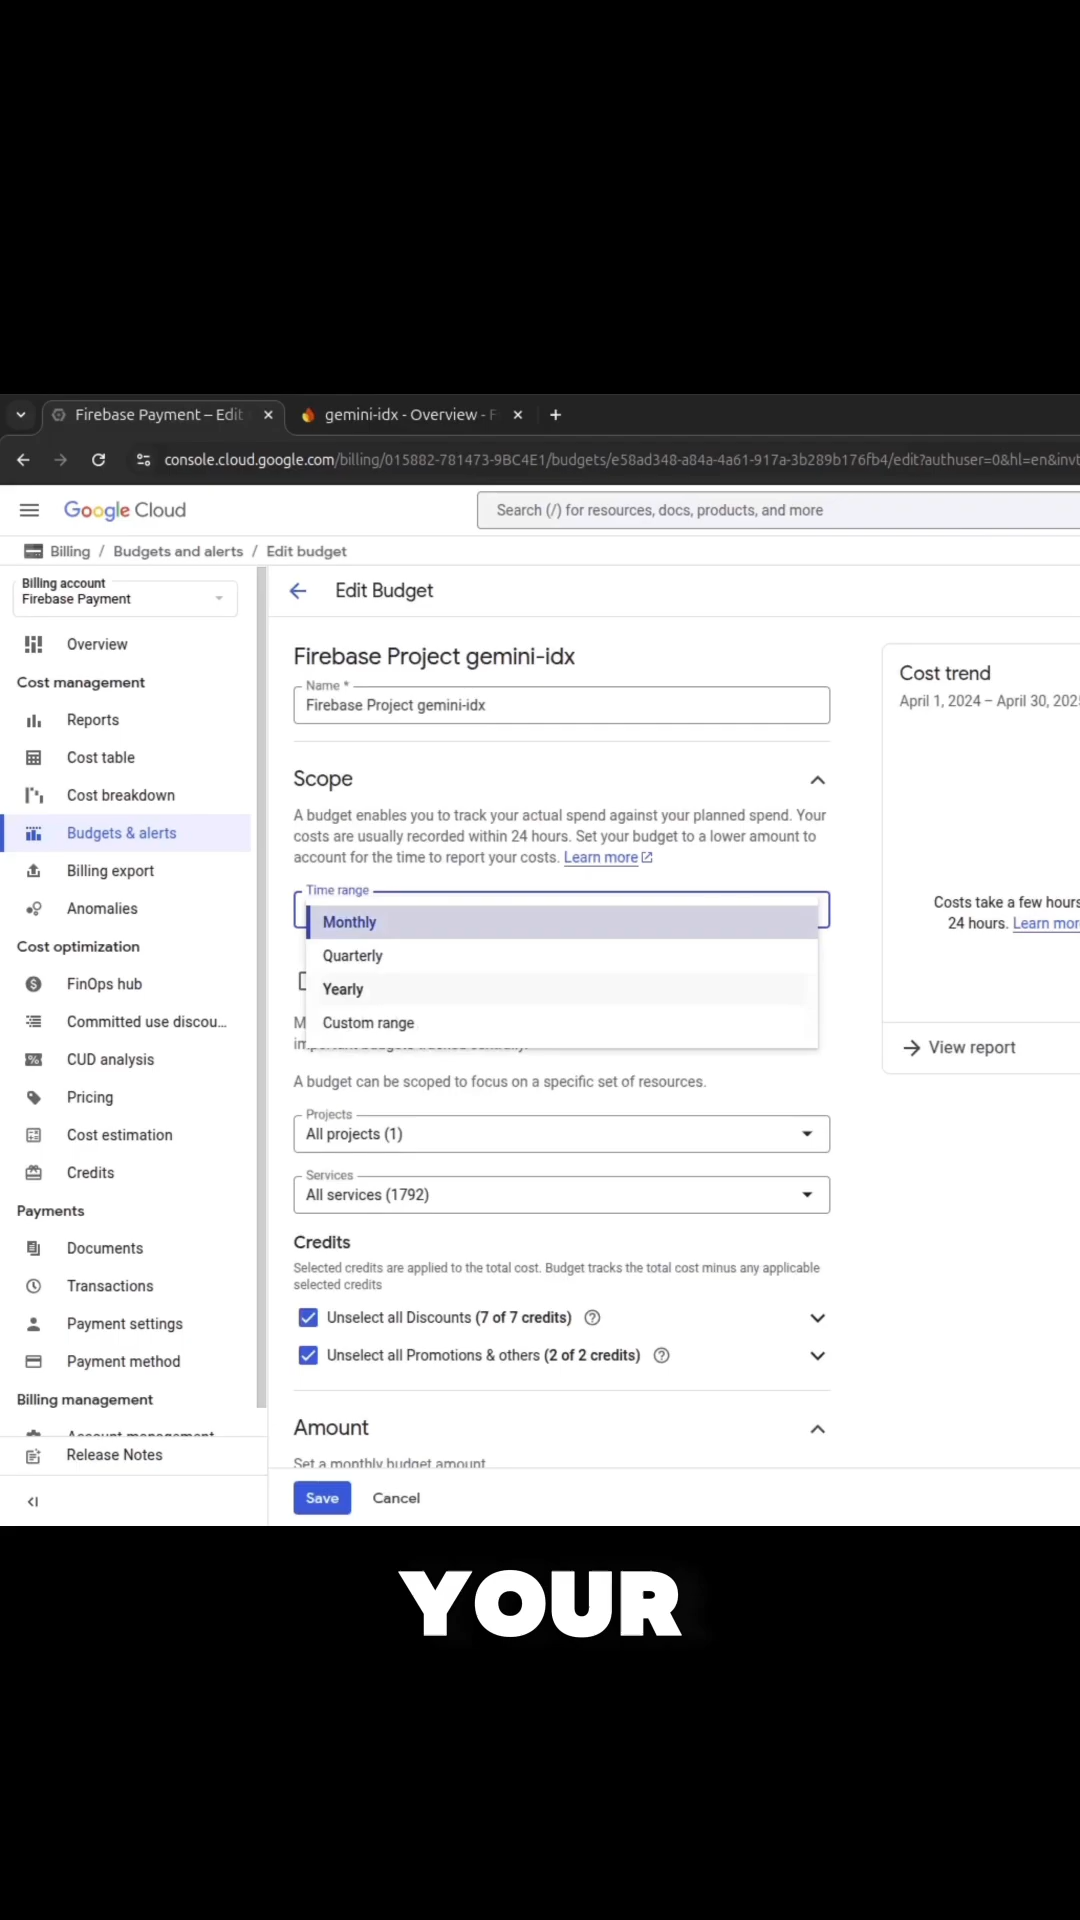 Firebase Payment – Edit
gemini-idx - Overview - F
console.cloud.google.com/billing/015882-781473-9BC4E1/budgets/e58ad348-a84a-4a61-917a-3b289b176fb4/edit?authuser=0&hl=en&invt
Google Cloud
Search (/) for resources, docs, products, and more
Billing / Budgets and alerts / Edit budget
Billing account
Firebase Payment
Overview
Cost management
Reports
Cost table
Cost breakdown
Budgets & alerts
Billing export
Anomalies
Cost optimization
FinOps hub
Committed use discou...
CUD analysis
Pricing
Cost estimation
Credits
Payments
Documents
Transactions
Payment settings
Payment method
Billing management
Account management
Release Notes
Edit Budget
Firebase Project gemini-idx
Name *
Firebase Project gemini-idx
Scope
A budget enables you to track your actual spend against your planned spend. Your
costs are usually recorded within 24 hours. Set your budget to a lower amount to
account for the time to report your costs. Learn more
Time range
Monthly
Quarterly
Yearly
Custom range
important budgets tracked centrally.
A budget can be scoped to focus on a specific set of resources.
Projects
All projects (1)
Services
All services (1792)
Credits
Selected credits are applied to the total cost. Budget tracks the total cost minus any applicable
selected credits
Unselect all Discounts (7 of 7 credits)
Unselect all Promotions & others (2 of 2 credits)
Amount
Set a monthly budget amount
Save
Cancel
Cost trend
April 1, 2024 – April 30, 2025
Costs take a few hours
24 hours. Learn mor
View report
YOUR